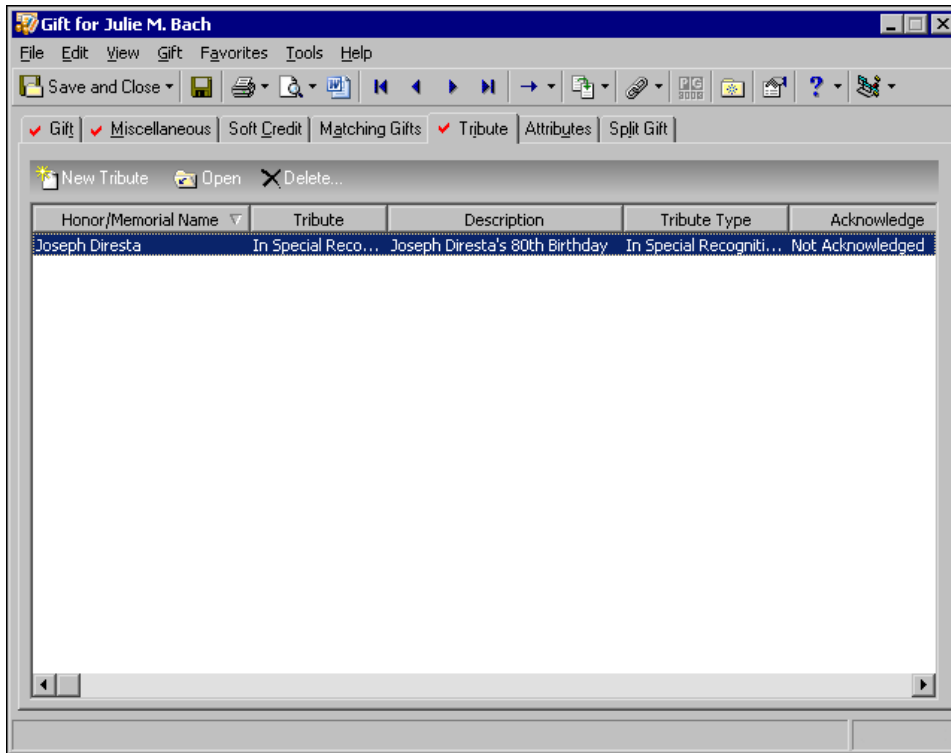 Gift for Julie M. Bach
File Edit View Gift Favorites Tools Help
Save and Close
Gift Miscellaneous Soft Credit Matching Gifts Tribute Attributes Split Gift
New Tribute Open Delete...
Honor/Memorial Name Tribute Description Tribute Type Acknowledge
Joseph Diresta In Special Reco... Joseph Diresta's 80th Birthday In Special Recogniti... Not Acknowledged